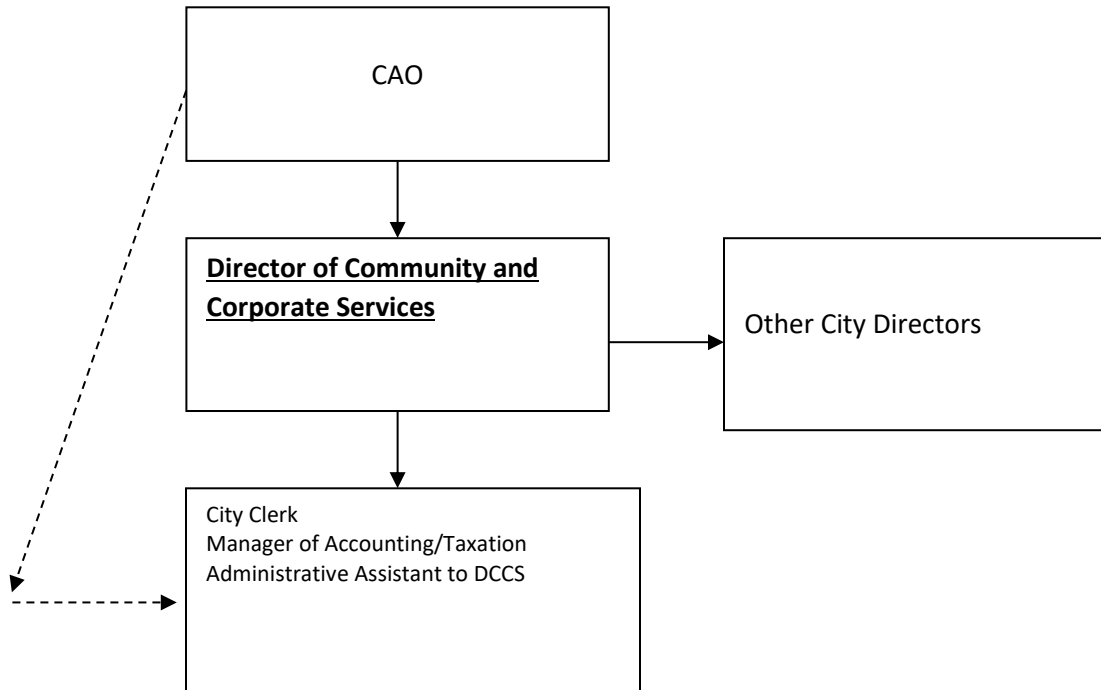 CAO
Director of Community and
Corporate Services
Other City Directors
City Clerk
Manager of Accounting/Taxation
Administrative Assistant to DCCS